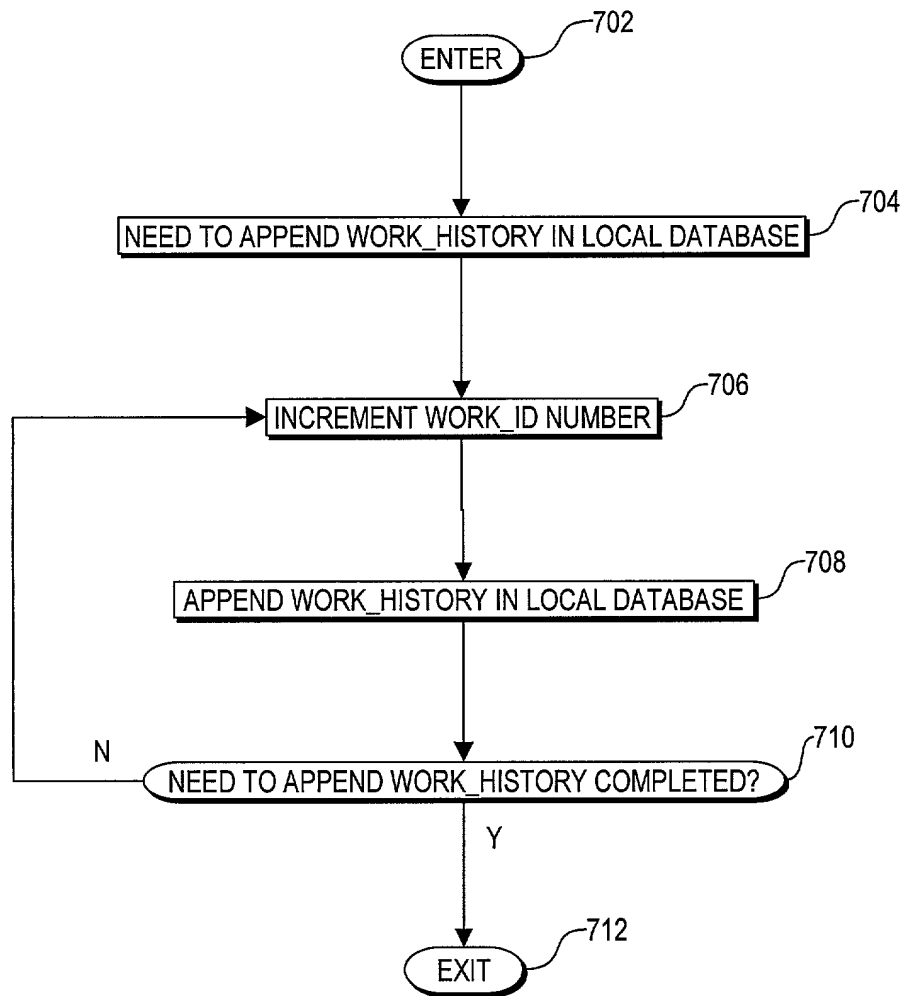 702
ENTER
704
NEED TO APPEND WORK_HISTORY IN LOCAL DATABASE
706
INCREMENT WORK_ID NUMBER
708
APPEND WORK_HISTORY IN LOCAL DATABASE
N
710
NEED TO APPEND WORK_HISTORY COMPLETED?
Y
712
EXIT